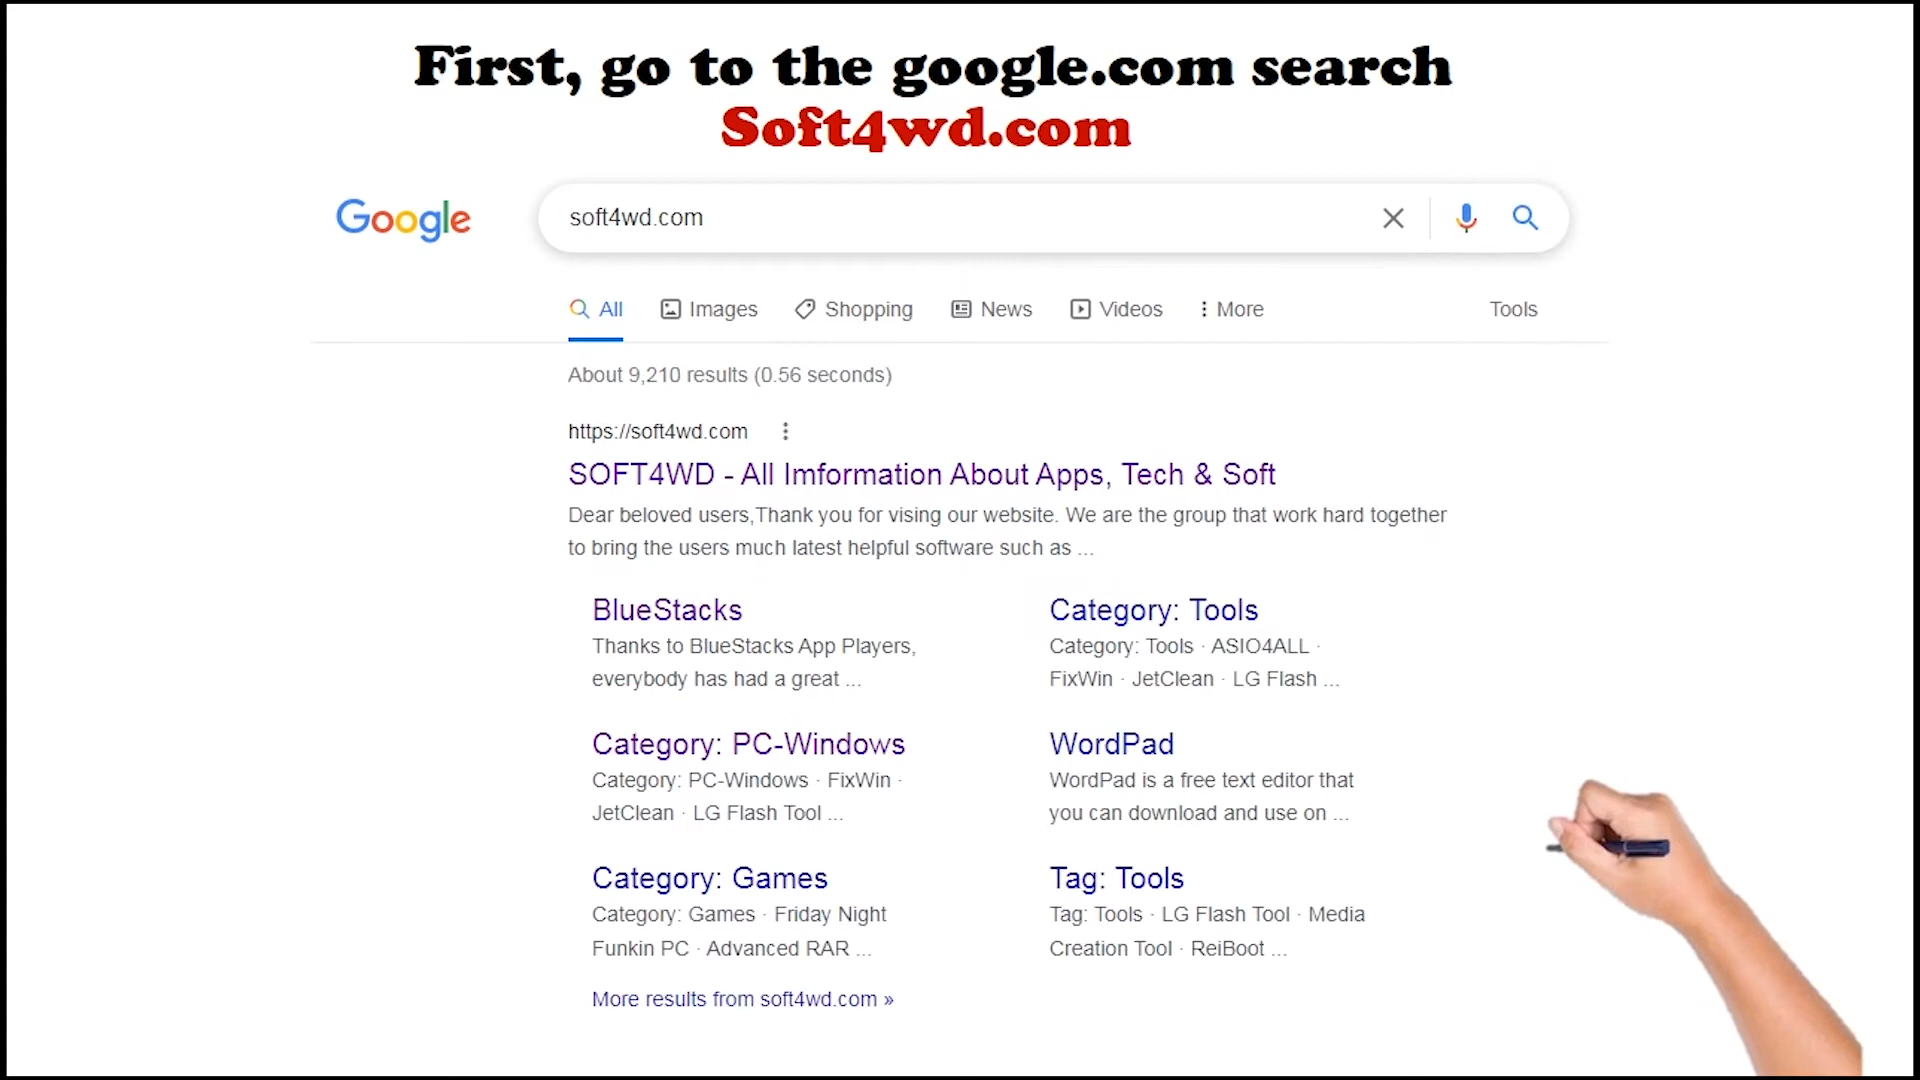 First, go to the google.com search
Soft4wd.com
Google
soft4wd.com
All Images Shopping News Videos More Tools
About 9,210 results (0.56 seconds)
https://soft4wd.com
SOFT4WD - All Imformation About Apps, Tech & Soft
Dear beloved users,Thank you for vising our website. We are the group that work hard together
to bring the users much latest helpful software such as ...
BlueStacks
Thanks to BlueStacks App Players,
everybody has had a great ...
Category: Tools
Category: Tools · ASIO4ALL ·
FixWin · JetClean · LG Flash ...
Category: PC-Windows
Category: PC-Windows · FixWin ·
JetClean · LG Flash Tool ...
WordPad
WordPad is a free text editor that
you can download and use on ...
Category: Games
Category: Games · Friday Night
Funkin PC · Advanced RAR ...
Tag: Tools
Tag: Tools · LG Flash Tool · Media
Creation Tool · ReiBoot ...
More results from soft4wd.com »